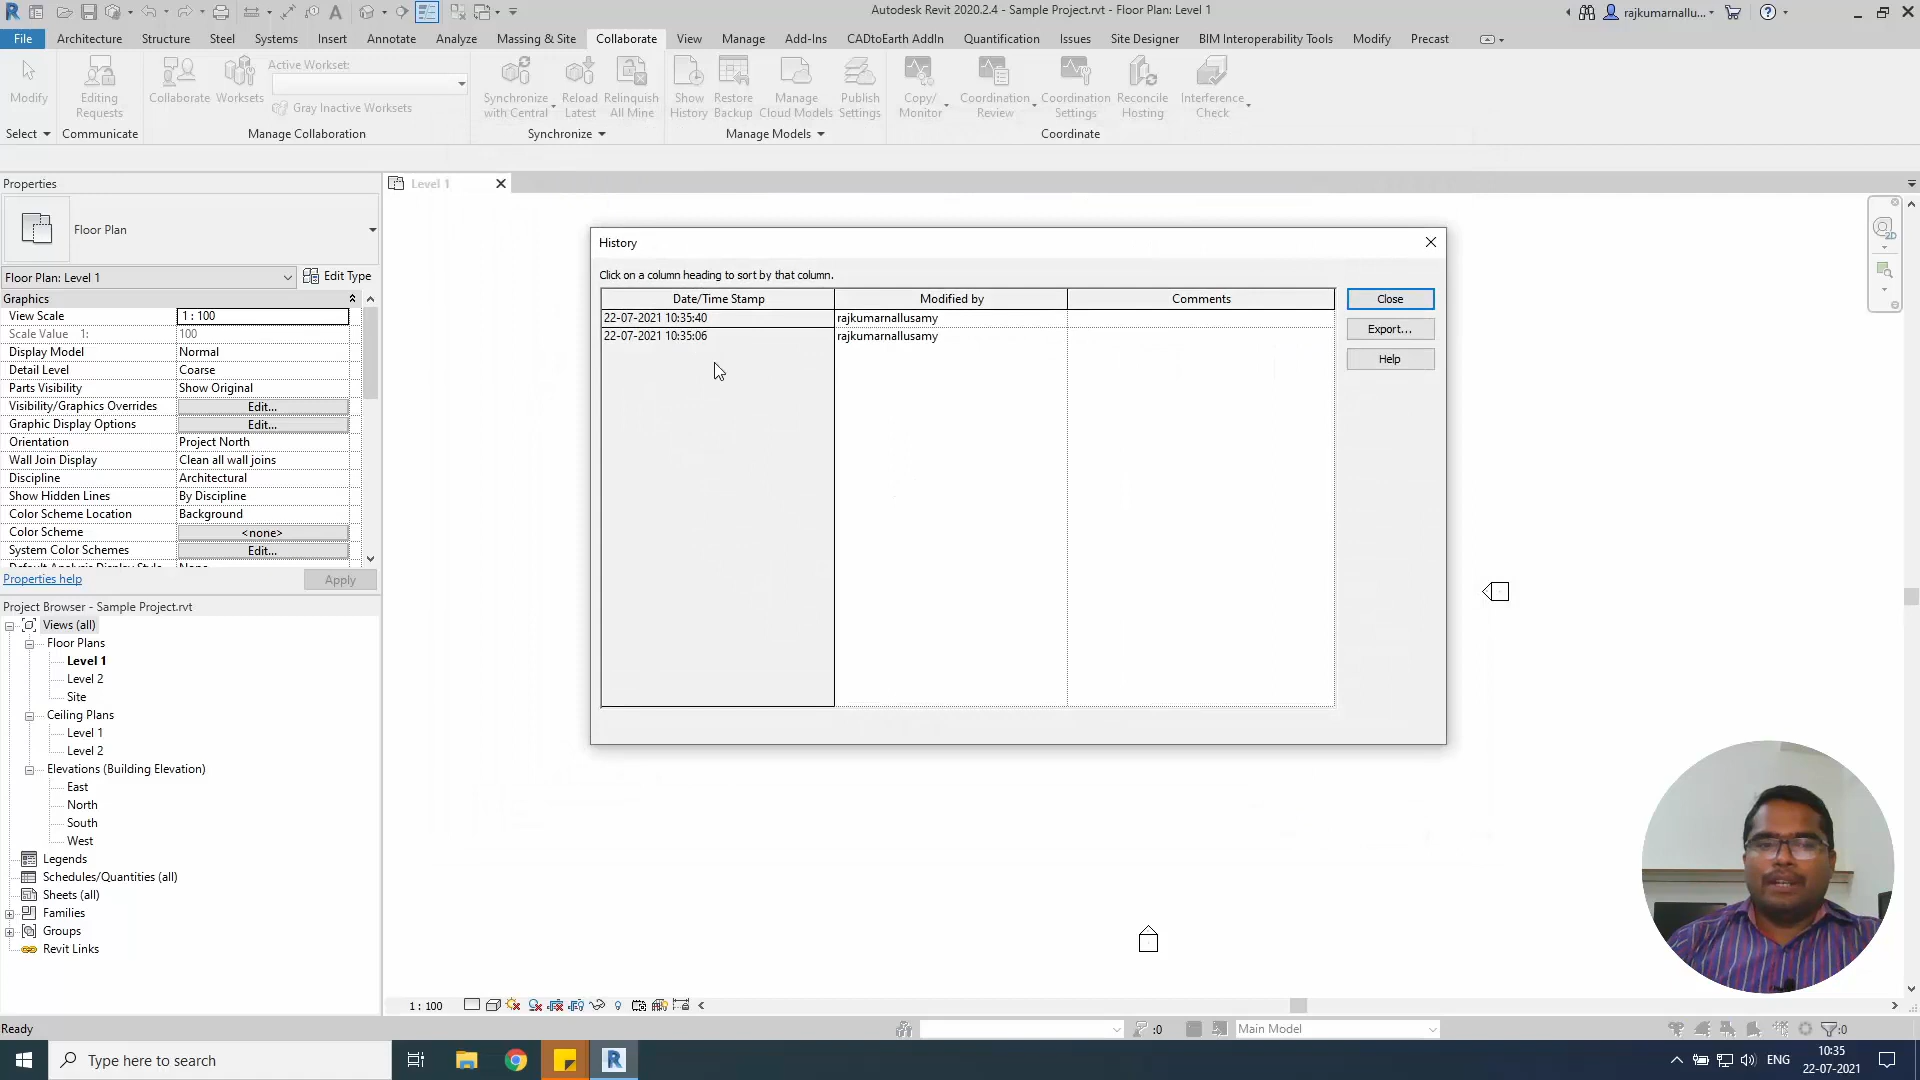 Autodesk Revit 2020.2.4 - Sample Project.rvt - Floor Plan: Level 1
rajkumarnallu...
File Architecture Structure Steel Systems Insert Annotate Analyze Massing & Site Collaborate View Manage Add-Ins CADtoEarth AddIn Quantification Issues Site Designer BIM Interoperability Tools Modify Precast
Modify
Editing Requests
Collaborate
Worksets
Active Workset:
Gray Inactive Worksets
Synchronize with Central
Reload Latest
Relinquish All Mine
Show History
Restore Backup
Manage Cloud Models
Publish Settings
Copy/ Monitor
Coordination Review
Coordination Settings
Reconcile Hosting
Interference Check
Select Communicate Manage Collaboration Synchronize Manage Models Coordinate
Properties
Level 1
Floor Plan
Floor Plan: Level 1 Edit Type
Graphics
View Scale 1 : 100
Scale Value 1: 100
Display Model Normal
Detail Level Coarse
Parts Visibility Show Original
Visibility/Graphics Overrides Edit...
Graphic Display Options Edit...
Orientation Project North
Wall Join Display Clean all wall joins
Discipline Architectural
Show Hidden Lines By Discipline
Color Scheme Location Background
Color Scheme <none>
System Color Schemes Edit...
Properties help Apply
History
Click on a column heading to sort by that column.
Date/Time Stamp Modified by Comments
22-07-2021 10:35:40 rajkumarnallusamy
22-07-2021 10:35:06 rajkumarnallusamy
Close
Export...
Help
2D
Project Browser - Sample Project.rvt
Views (all)
Floor Plans
Level 1
Level 2
Site
Ceiling Plans
Level 1
Level 2
Elevations (Building Elevation)
East
North
South
West
Legends
Schedules/Quantities (all)
Sheets (all)
Families
Groups
Revit Links
1 : 100
Ready
:0
Main Model
:0
Type here to search
ENG
10:35
22-07-2021